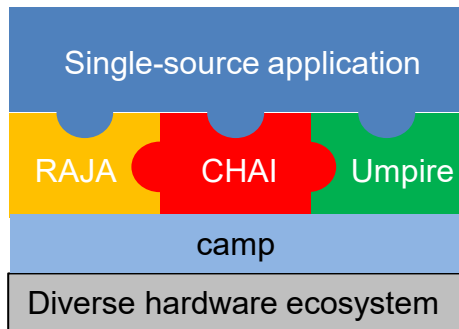 Single-source application
RAJA CHAI Umpire
camp
Diverse hardware ecosystem